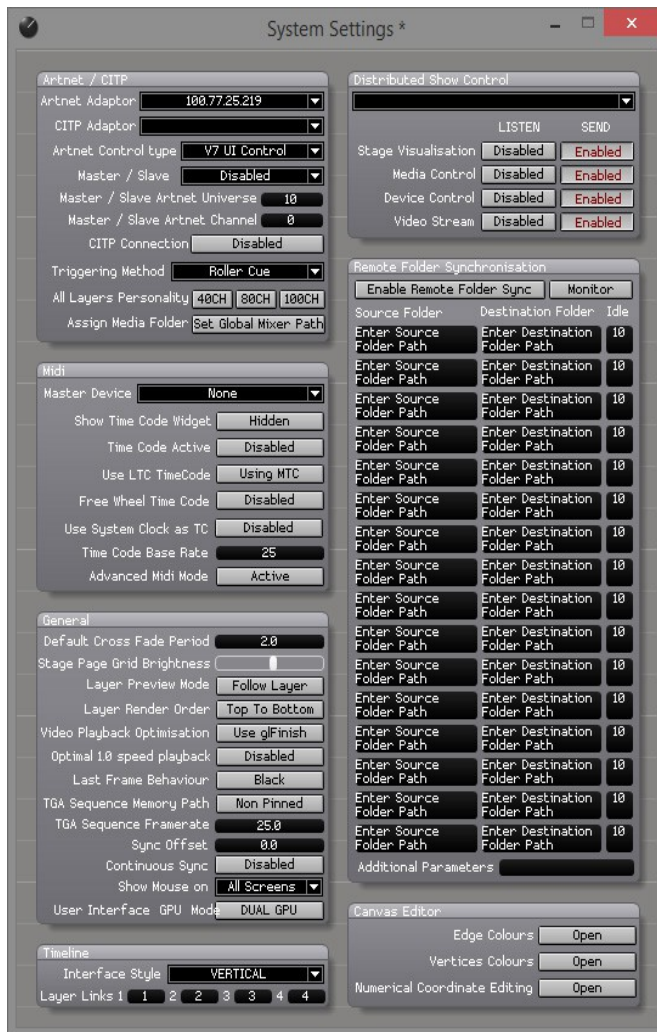 System Settings *
Artnet / CITP
Artnet Adaptor 100.77.25.219
CITP Adaptor
Artnet Control type V7 UI Control
Master / Slave Disabled
Master / Slave Artnet Universe 10
Master / Slave Artnet Channel 0
CITP Connection Disabled
Triggering Method Roller Cue
All Layers Personality 40CH 80CH 100CH
Assign Media Folder Set Global Mixer Path
Midi
Master Device None
Show Time Code Widget Hidden
Time Code Active Disabled
Use LTC TimeCode Using MTC
Free Wheel Time Code Disabled
Use System Clock as TC Disabled
Time Code Base Rate 25
Advanced Midi Mode Active
General
Default Cross Fade Period 2.0
Stage Page Grid Brightness
Layer Preview Mode Follow Layer
Layer Render Order Top To Bottom
Video Playback Optimisation Use glFinish
Optimal 1.0 speed playback Disabled
Last Frame Behaviour Black
TGA Sequence Memory Path Non Pinned
TGA Sequence Framerate 25.0
Sync Offset 0.0
Continuous Sync Disabled
Show Mouse on All Screens
User Interface GPU Mode DUAL GPU
Timeline
Interface Style VERTICAL
Layer Links 1 1 2 2 3 3 4 4
Distributed Show Control
LISTEN SEND
Stage Visualisation Disabled Enabled
Media Control Disabled Enabled
Device Control Disabled Enabled
Video Stream Disabled Enabled
Remote Folder Synchronisation
Enable Remote Folder Sync Monitor
Source Folder Destination Folder Idle
Enter Source Enter Destination 10
Folder Path Folder Path
Enter Source Enter Destination 10
Folder Path Folder Path
Enter Source Enter Destination 10
Folder Path Folder Path
Enter Source Enter Destination 10
Folder Path Folder Path
Enter Source Enter Destination 10
Folder Path Folder Path
Enter Source Enter Destination 10
Folder Path Folder Path
Enter Source Enter Destination 10
Folder Path Folder Path
Enter Source Enter Destination 10
Folder Path Folder Path
Enter Source Enter Destination 10
Folder Path Folder Path
Enter Source Enter Destination 10
Folder Path Folder Path
Enter Source Enter Destination 10
Folder Path Folder Path
Enter Source Enter Destination 10
Folder Path Folder Path
Enter Source Enter Destination 10
Folder Path Folder Path
Enter Source Enter Destination 10
Folder Path Folder Path
Enter Source Enter Destination 10
Folder Path Folder Path
Enter Source Enter Destination 10
Folder Path Folder Path
Additional Parameters
Canvas Editor
Edge Colours Open
Vertices Colours Open
Numerical Coordinate Editing Open